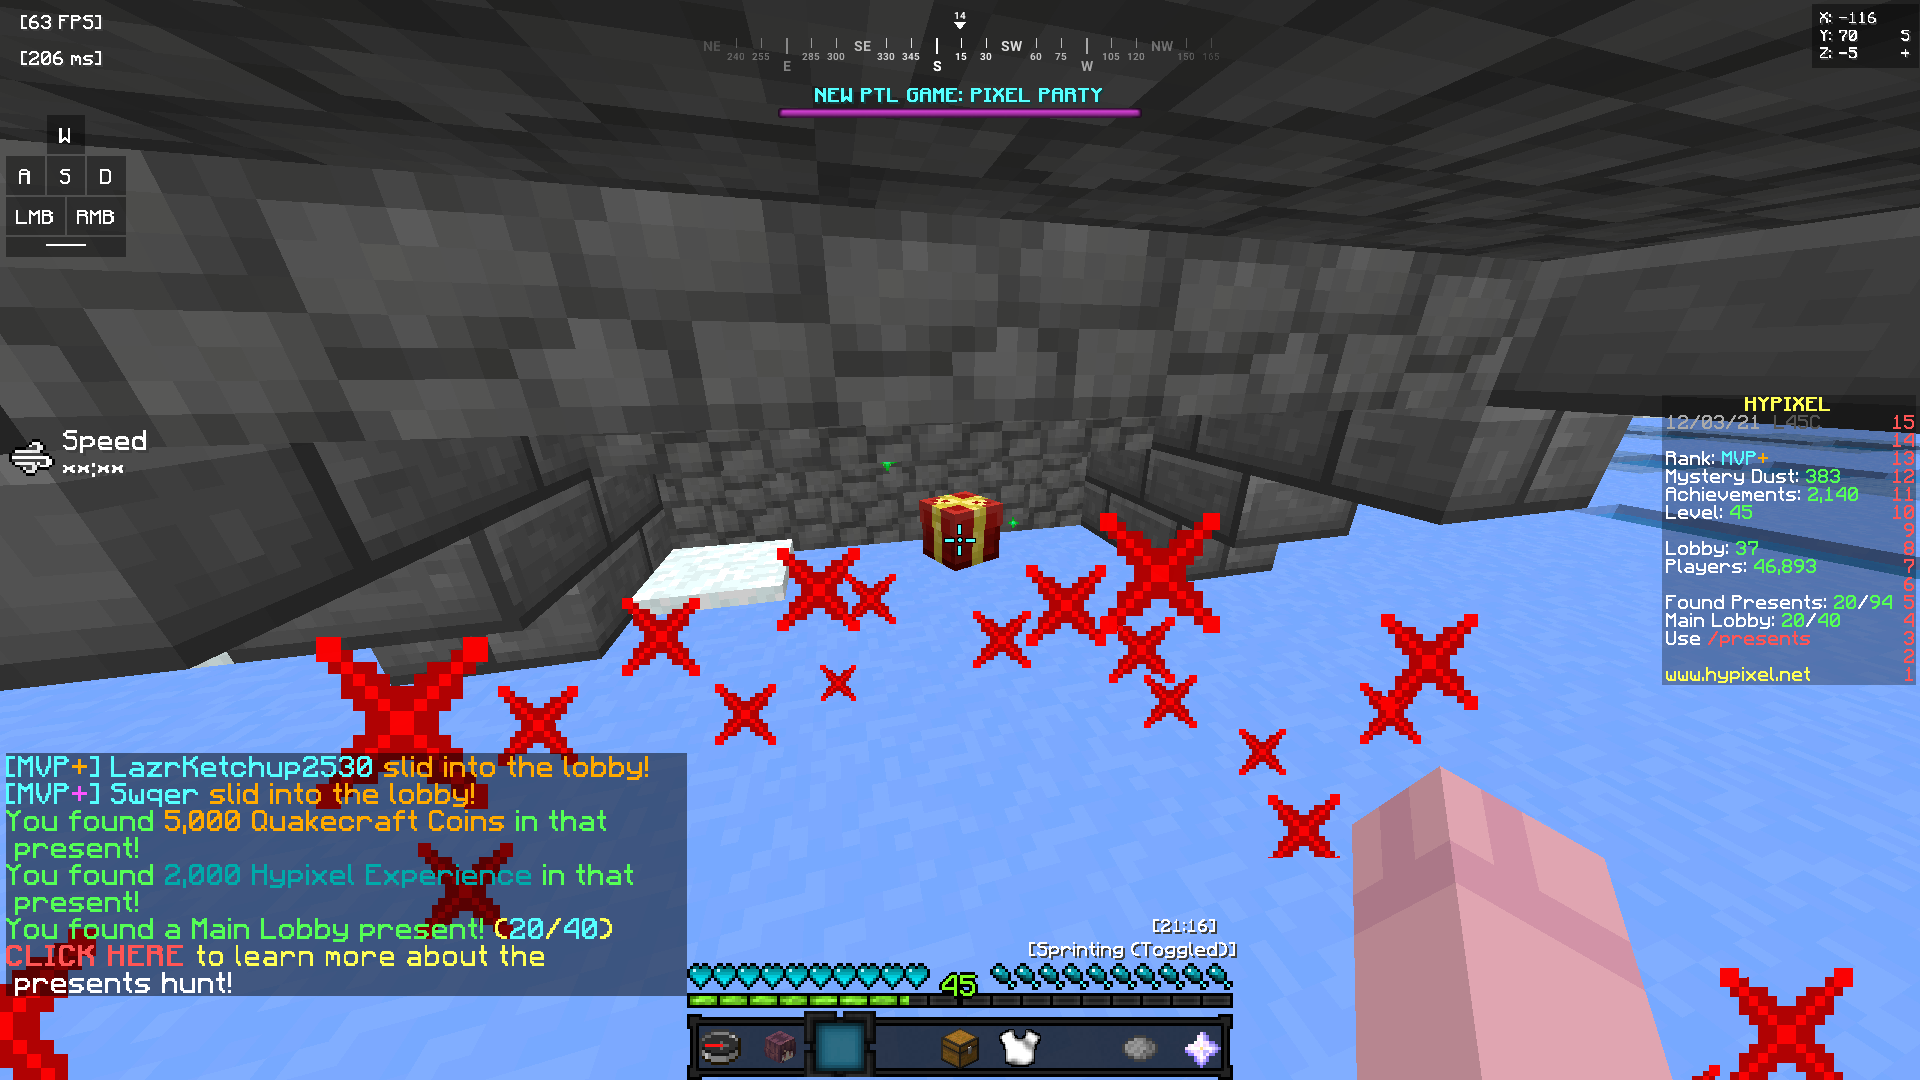 [63 FPS]
[206 ms]
14
NE 240 255 E 285 300 SE 330 345 S 15 30 SW 60 75 W 105 120 NW 150 165
X: -116
Y: 70 S
Z: -5 +
NEW PTL GAME: PIXEL PARTY
W
A S D
LMB RMB
Speed
**:**
HYPIXEL
12/03/21 L45C 15
14
Rank: MVP+ 13
Mystery Dust: 383 12
Achievements: 2,140 11
Level: 45 10
9
Lobby: 37 8
Players: 46,893 7
6
Found Presents: 20/94 5
Main Lobby: 20/40 4
Use /presents 3
2
www.hypixel.net 1
[MVP+] LazrKetchup2530 slid into the lobby!
[MVP+] Swqer slid into the lobby!
You found 5,000 Quakecraft Coins in that
present!
You found 2,000 Hypixel Experience in that
present!
You found a Main Lobby present! (20/40)
CLICK HERE to learn more about the
presents hunt!
[21:16]
[Sprinting (Toggled)]
45